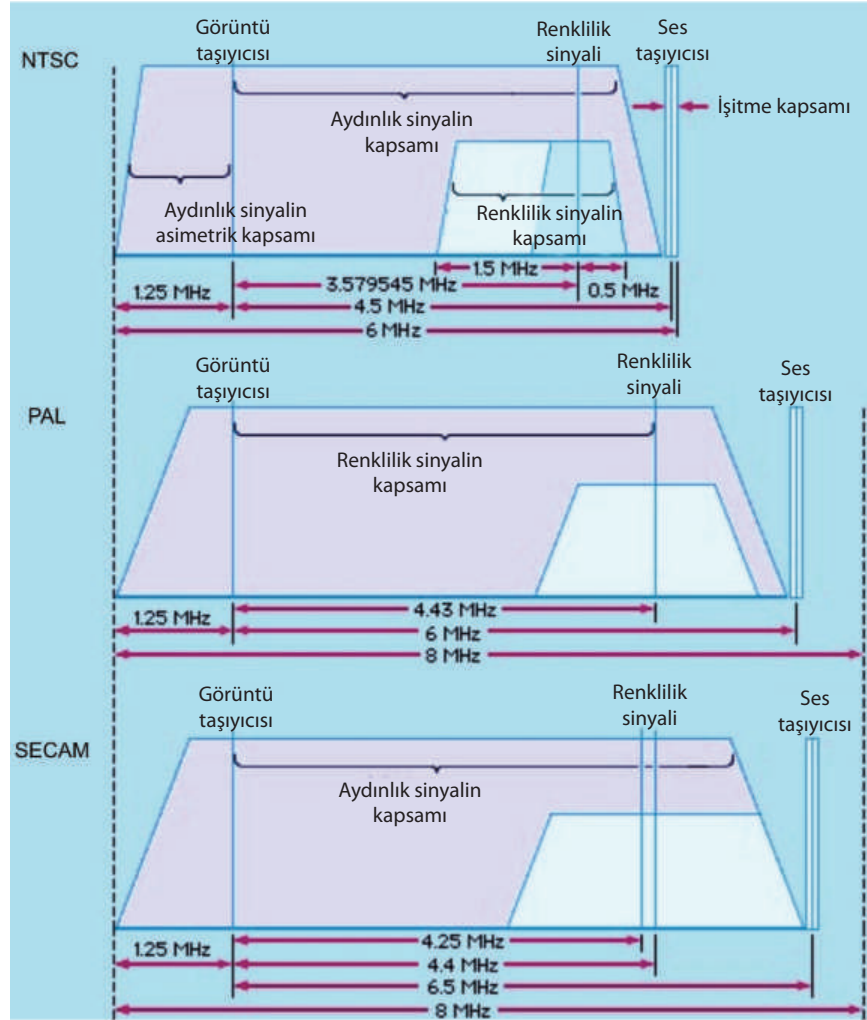 NTSC
Görüntü
taşıyıcısı
Renklilik
sinyali
Ses
taşıyıcısı
İşitme kapsamı
Aydınlık sinyalin
kapsamı
Aydınlık sinyalin
asimetrik kapsamı
Renklilik sinyalin
kapsamı
1.25 MHz
1.5 MHz
3.579545 MHz
0.5 MHz
4.5 MHz
6 MHz
PAL
Görüntü
taşıyıcısı
Renklilik
sinyali
Ses
taşıyıcısı
Renklilik sinyalin
kapsamı
1.25 MHz
4.43 MHz
6 MHz
8 MHz
SECAM
Görüntü
taşıyıcısı
Renklilik
sinyali
Ses
taşıyıcısı
Aydınlık sinyalin
kapsamı
1.25 MHz
4.25 MHz
4.4 MHz
6.5 MHz
8 MHz